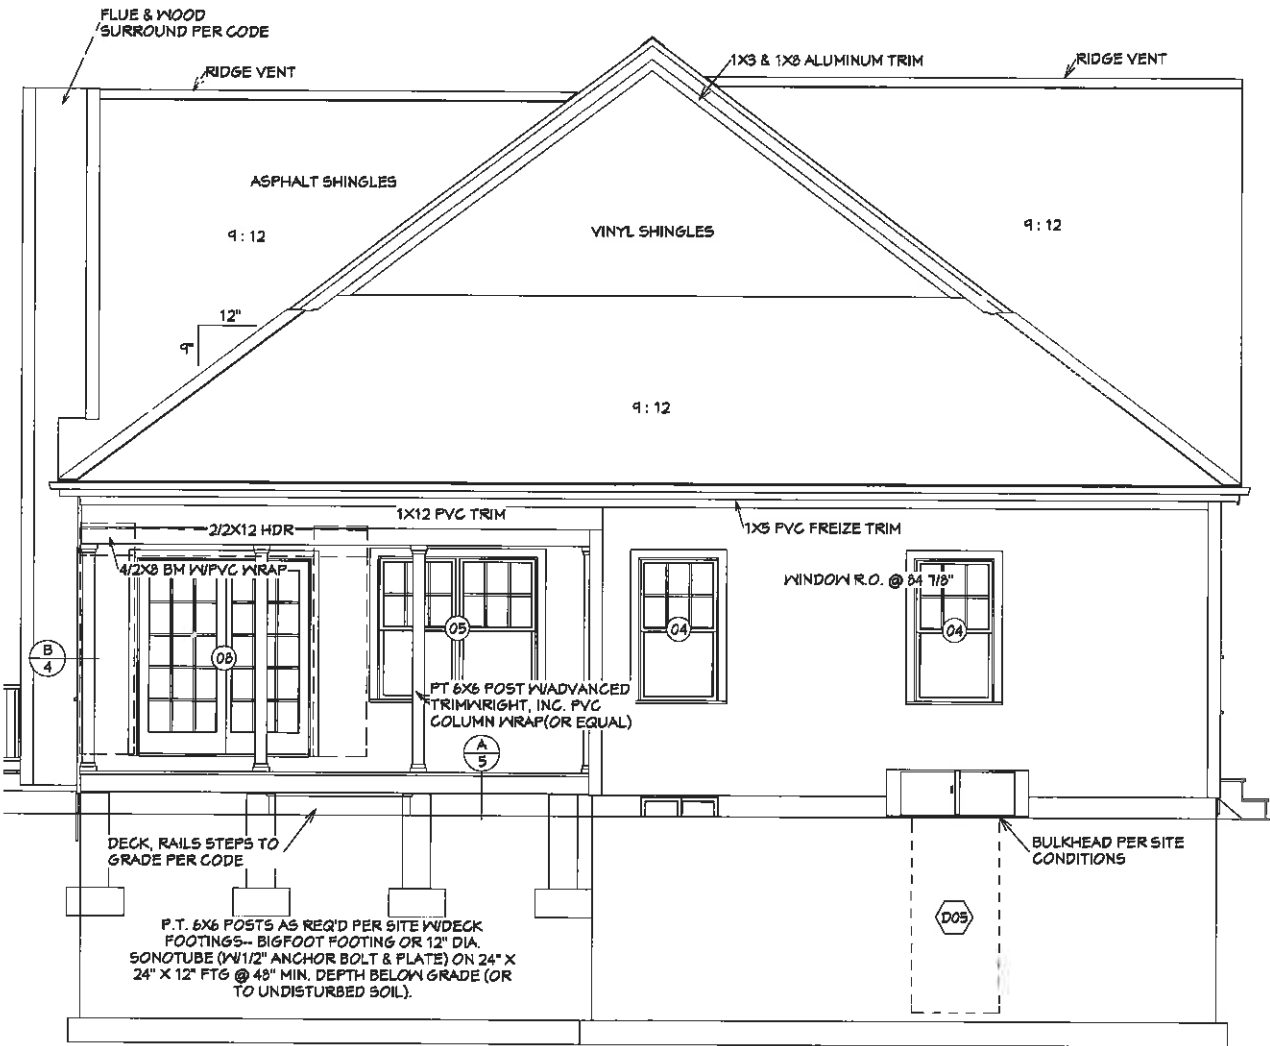 FLUE & WOOD
SURROUND PER CODE
RIDGE VENT
1X3 & 1X8 ALUMINUM TRIM
RIDGE VENT
ASPHALT SHINGLES
9 : 12
VINYL SHINGLES
9 : 12
12"
9"
9 : 12
1X12 PVC TRIM
2/2X12 HDR
1X5 PVC FREIZE TRIM
4/2X8 BM W/PVC WRAP
WINDOW R.O. @ 84 7/8"
05
04
04
08
B
4
PT 6X6 POST W/ADVANCED
TRIMWRIGHT, INC. PVC
COLUMN WRAP(OR EQUAL)
A
5
DECK, RAILS STEPS TO
GRADE PER CODE
BULKHEAD PER SITE
CONDITIONS
D05
P.T. 6X6 POSTS AS REQ'D PER SITE W/DECK
FOOTINGS-- BIGFOOT FOOTING OR 12" DIA.
SONOTUBE (W/1/2" ANCHOR BOLT & PLATE) ON 24" X
24" X 12" FTG @ 48" MIN. DEPTH BELOW GRADE (OR
TO UNDISTURBED SOIL).